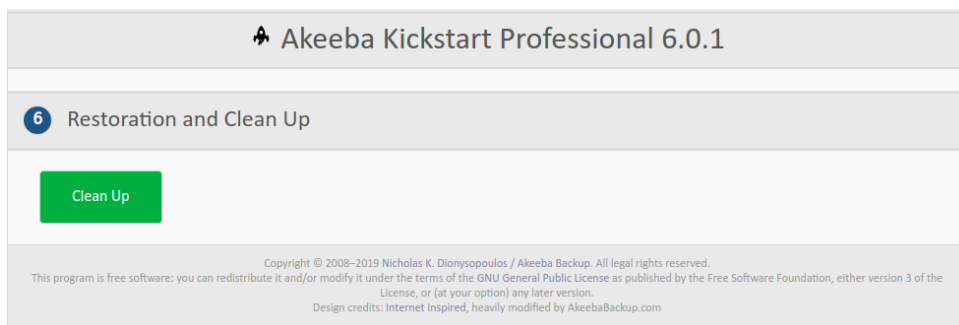 Akeeba Kickstart Professional 6.0.1
6 Restoration and Clean Up
Clean Up
Copyright © 2008–2019 Nicholas K. Dionysopoulos / Akeeba Backup. All legal rights reserved.
This program is free software: you can redistribute it and/or modify it under the terms of the GNU General Public License as published by the Free Software Foundation, either version 3 of the
License, or (at your option) any later version.
Design credits: Internet Inspired, heavily modified by AkeebaBackup.com